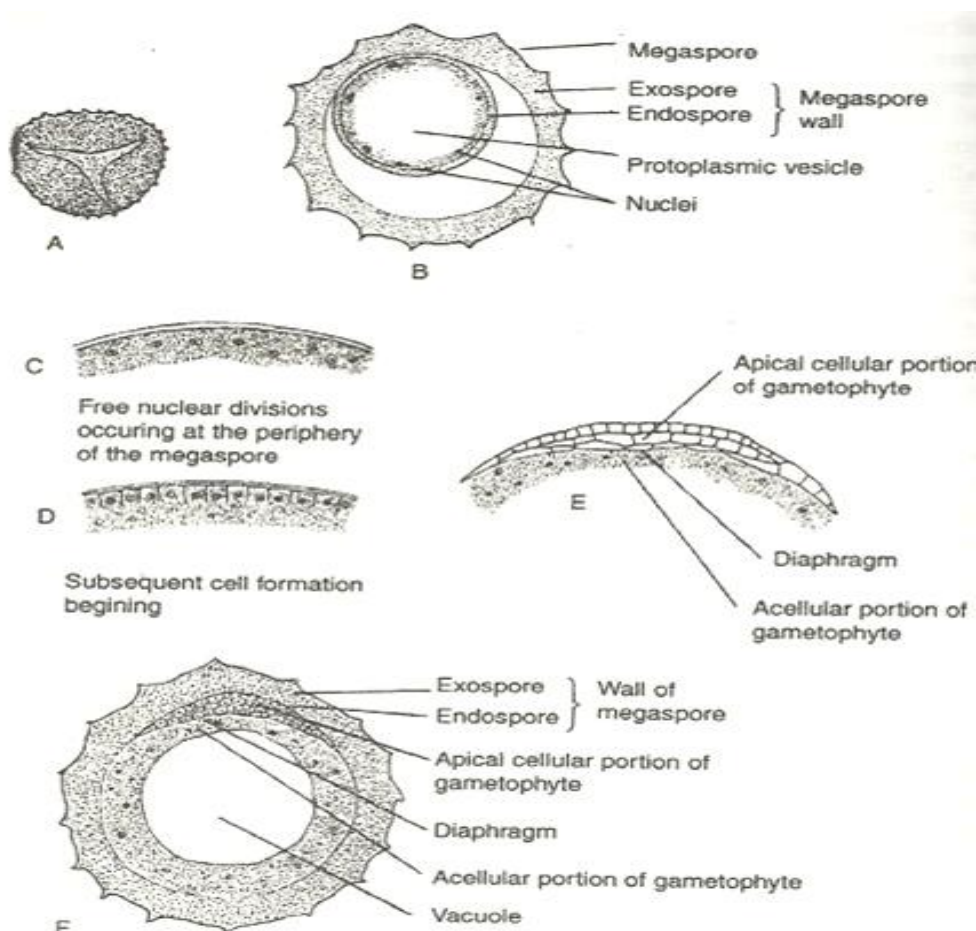 Megaspore
Exospore
Endospore
Megaspore
wall
Protoplasmic vesicle
Nuclei
A
B
C
Free nuclear divisions
occuring at the periphery
of the megaspore
D
Subsequent cell formation
begining
Apical cellular portion
of gametophyte
E
Diaphragm
Acellular portion of
gametophyte
Exospore
Endospore
Wall of
megaspore
Apical cellular portion of
gametophyte
Diaphragm
Acellular portion of gametophyte
Vacuole